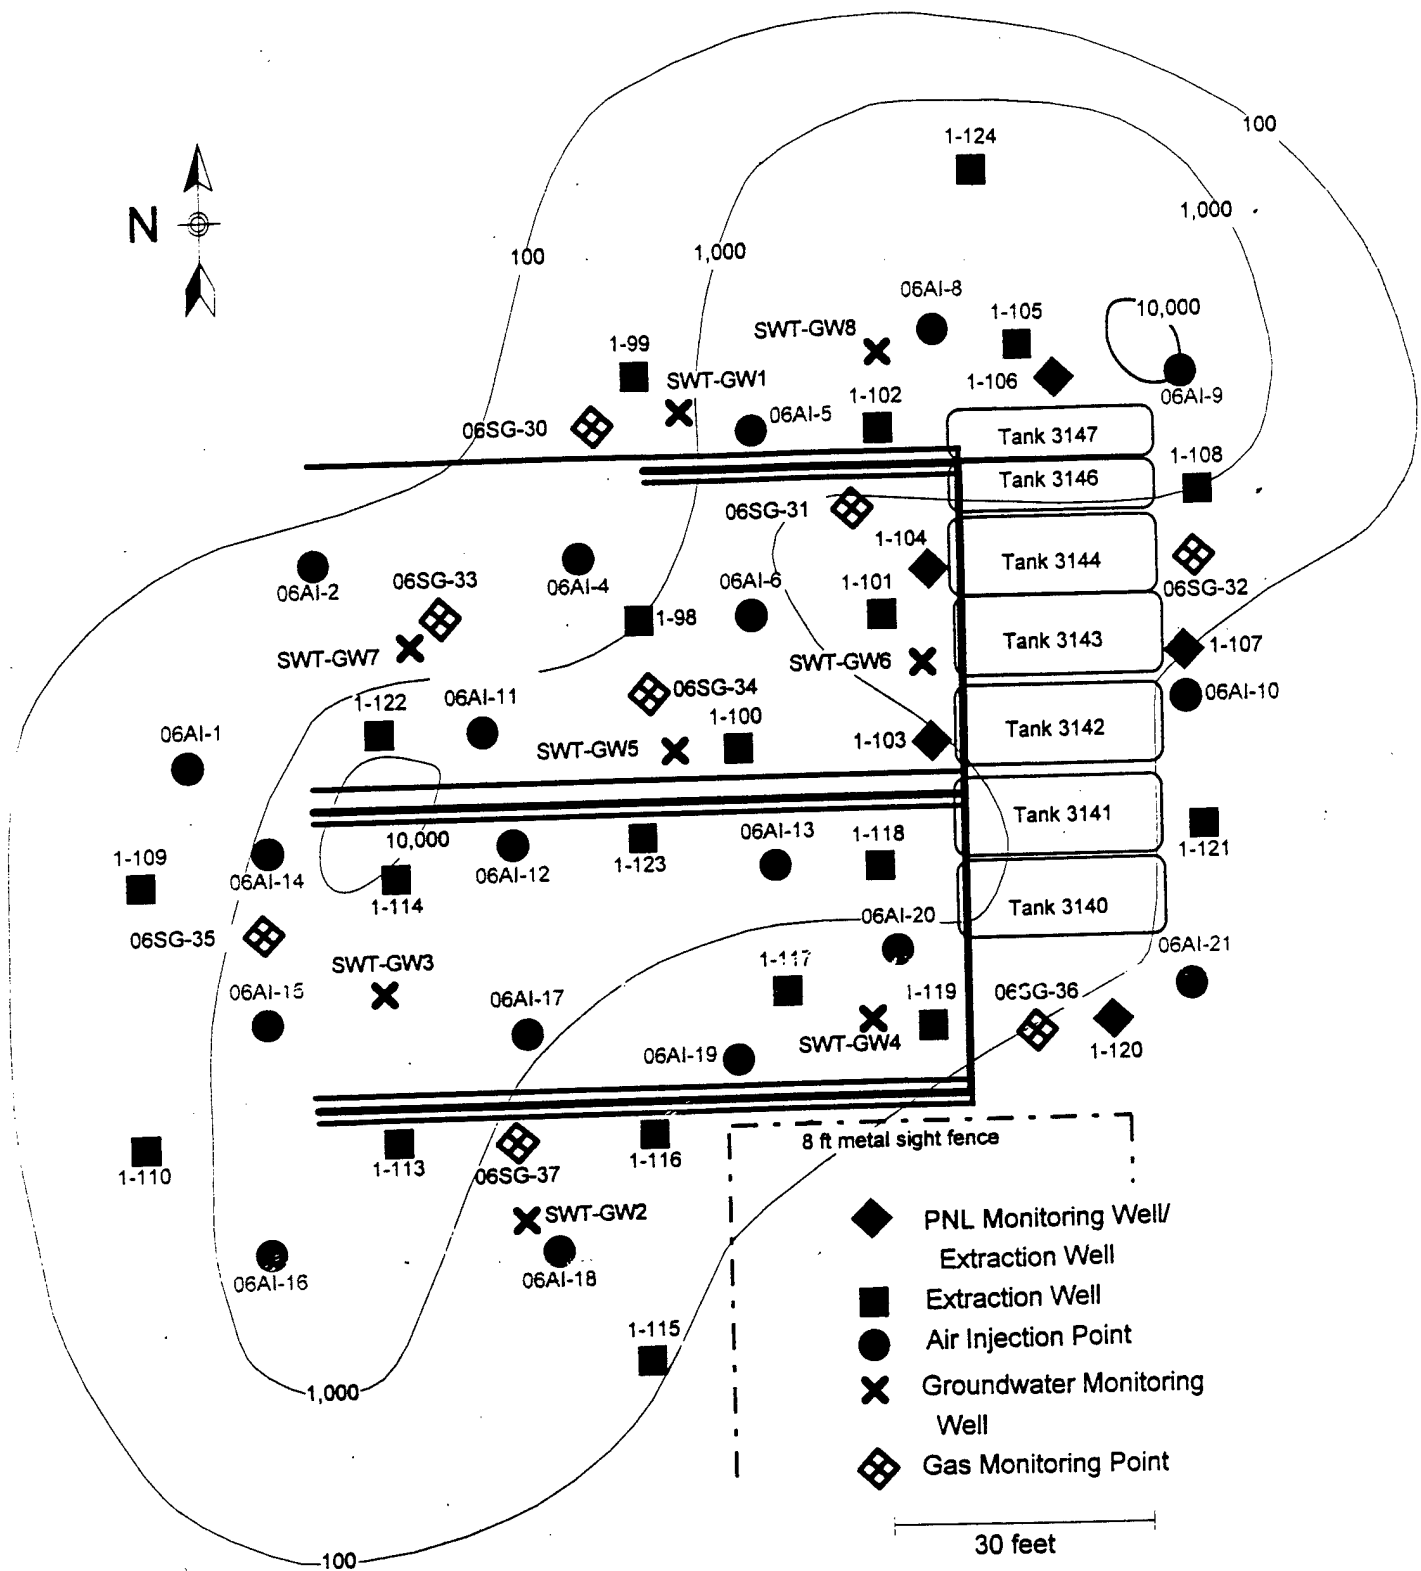 100
1-124
1,000
N
100
1,000
06AI-8
10,000
1-105
SWT-GW8
1-99
SWT-GW1
1-106
06AI-9
1-102
06AI-5
06SG-30
Tank 3147
1-108
Tank 3146
06SG-31
1-104
Tank 3144
06SG-33
06AI-2
06AI-4
06AI-6
1-101
06SG-32
1-98
Tank 3143
1-107
SWT-GW7
SWT-GW6
06SG-34
06AI-10
1-122
06AI-11
1-100
06AI-1
SWT-GW5
1-103
Tank 3142
10,000
06AI-13
1-118
Tank 3141
1-121
1-109
06AI-14
06AI-12
1-123
1-114
06AI-20
Tank 3140
06SG-35
06AI-21
SWT-GW3
1-117
06AI-15
06AI-17
1-119
06SG-36
SWT-GW4
06AI-19
1-120
8 ft metal sight fence
1-110
1-113
06SG-37
1-116
SWT-GW2
PNL Monitoring Well/
Extraction Well
06AI-16
06AI-18
Extraction Well
1-115
Air Injection Point
1,000
Groundwater Monitoring
Well
Gas Monitoring Point
30 feet
100